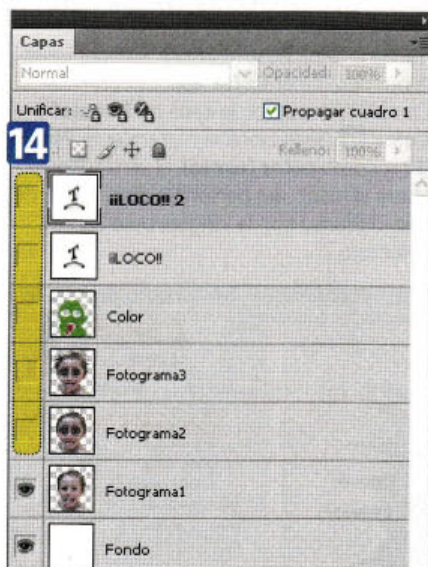 Capas
Normal Opacidad: 100%
Unificar: Propagar cuadro 1
14 Relleno: 100%
T ¡¡LOCO!! 2
T ¡¡LOCO!!
Color
Fotograma3
Fotograma2
Fotograma1
Fondo